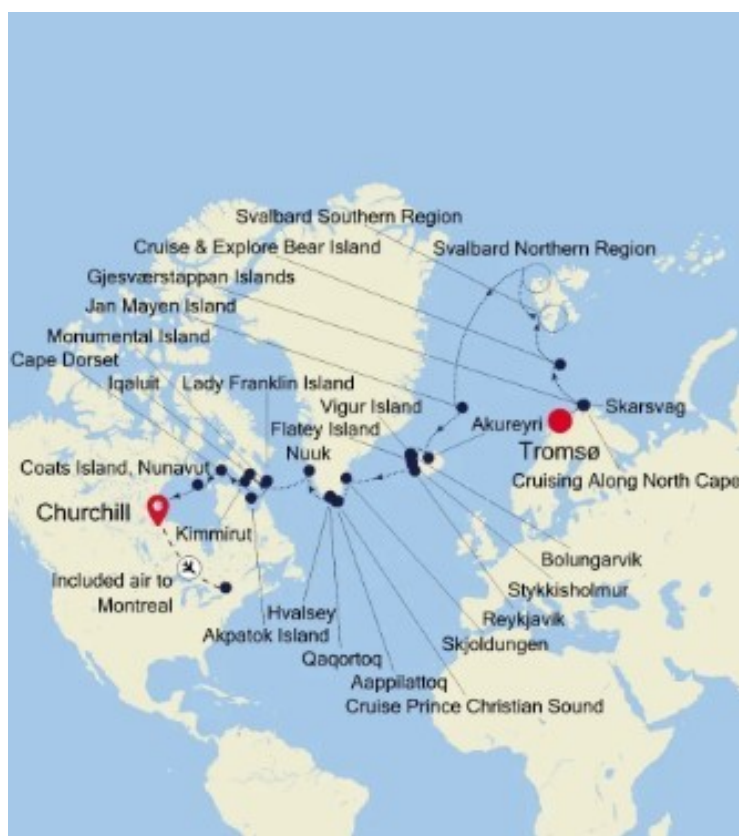 Svalbard Southern Region
Cruise & Explore Bear Island
Svalbard Northern Region
Gjesværstappan Islands
Jan Mayen Island
Monumental Island
Cape Dorset
Iqaluit
Lady Franklin Island
Vigur Island
Skarsvag
Flatey Island
Akureyri
Tromsø
Nuuk
Coats Island, Nunavut
Cruising Along North Cape
Churchill
Kimmirut
Bolungarvik
Included air to
Montreal
Stykkisholmur
Hvalsey
Reykjavik
Akpatok Island
Skjoldungen
Qaqortoq
Aappilattoq
Cruise Prince Christian Sound